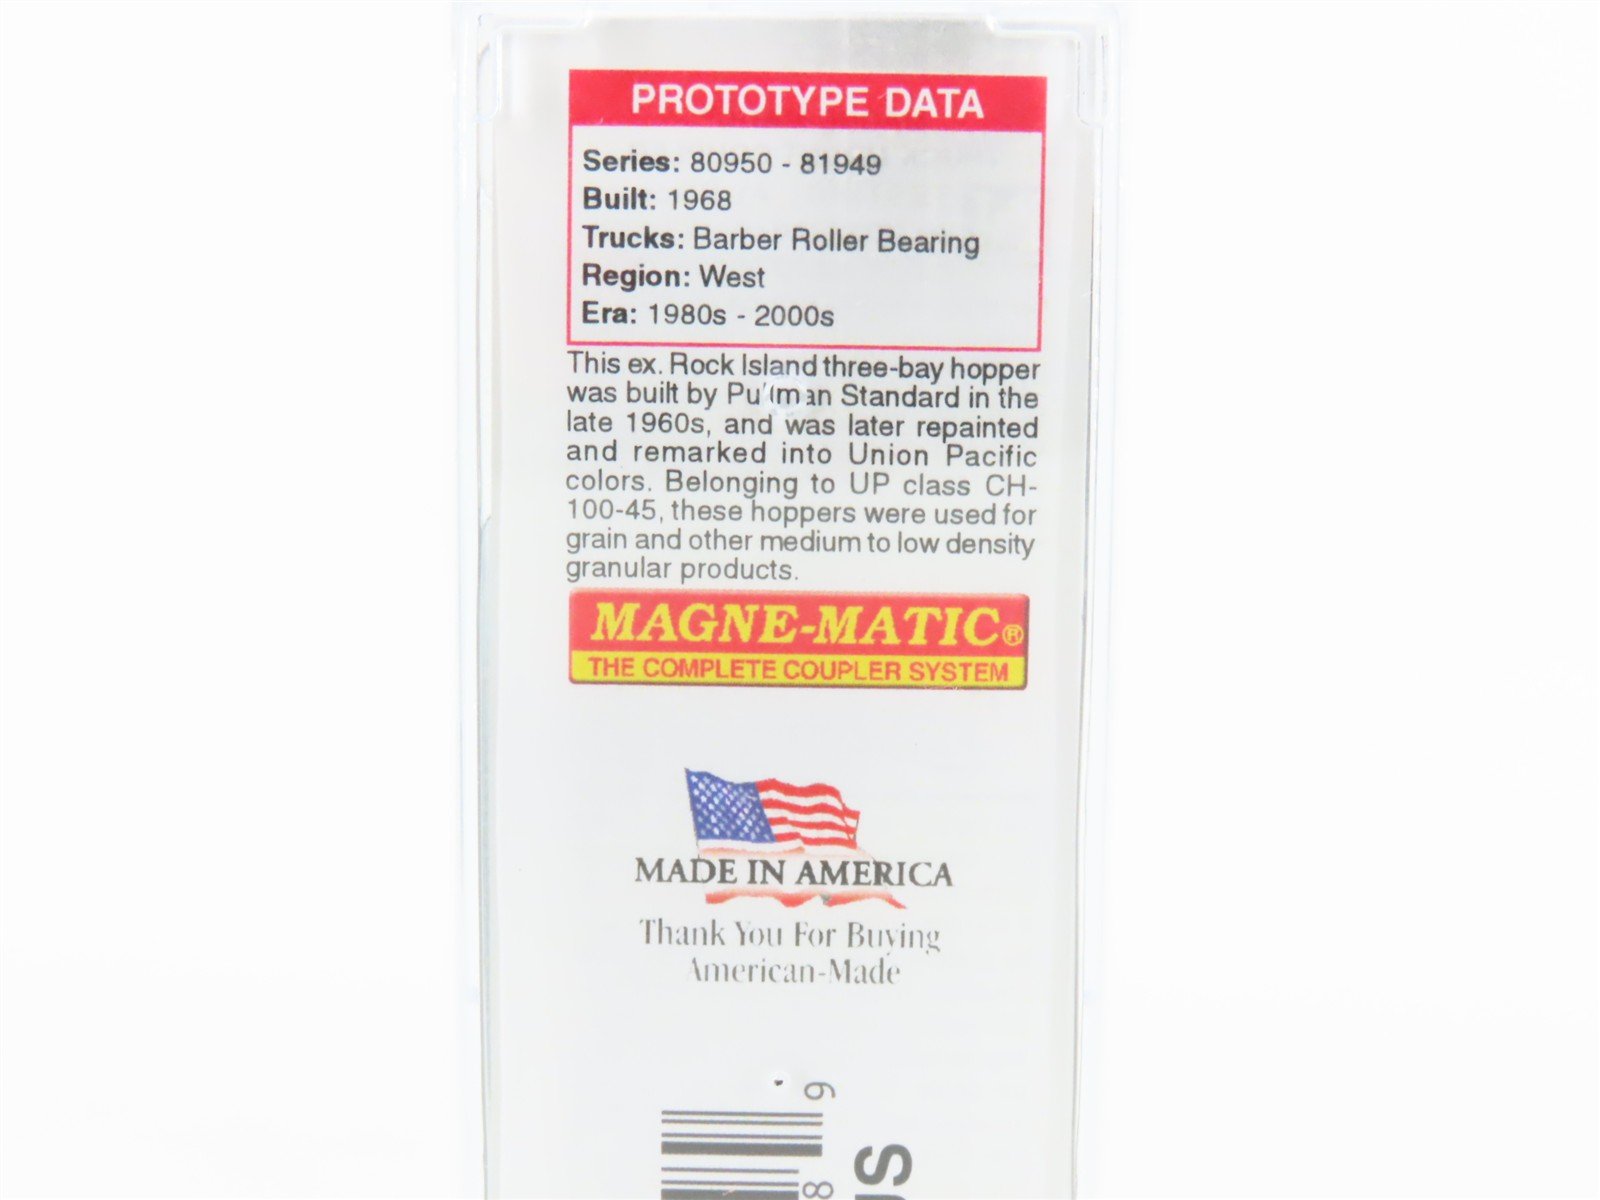 PROTOTYPE DATA
Series: 80950 - 81949
Built: 1968
Trucks: Barber Roller Bearing
Region: West
Era: 1980s - 2000s
This ex. Rock Island three-bay hopper
was built by Pullman Standard in the
late 1960s, and was later repainted
and remarked into Union Pacific
colors. Belonging to UP class CH-
100-45, these hoppers were used for
grain and other medium to low density
granular products.
MAGNE-MATIC®
THE COMPLETE COUPLER SYSTEM
MADE IN AMERICA
Thank You For Buying
American-Made
9
8